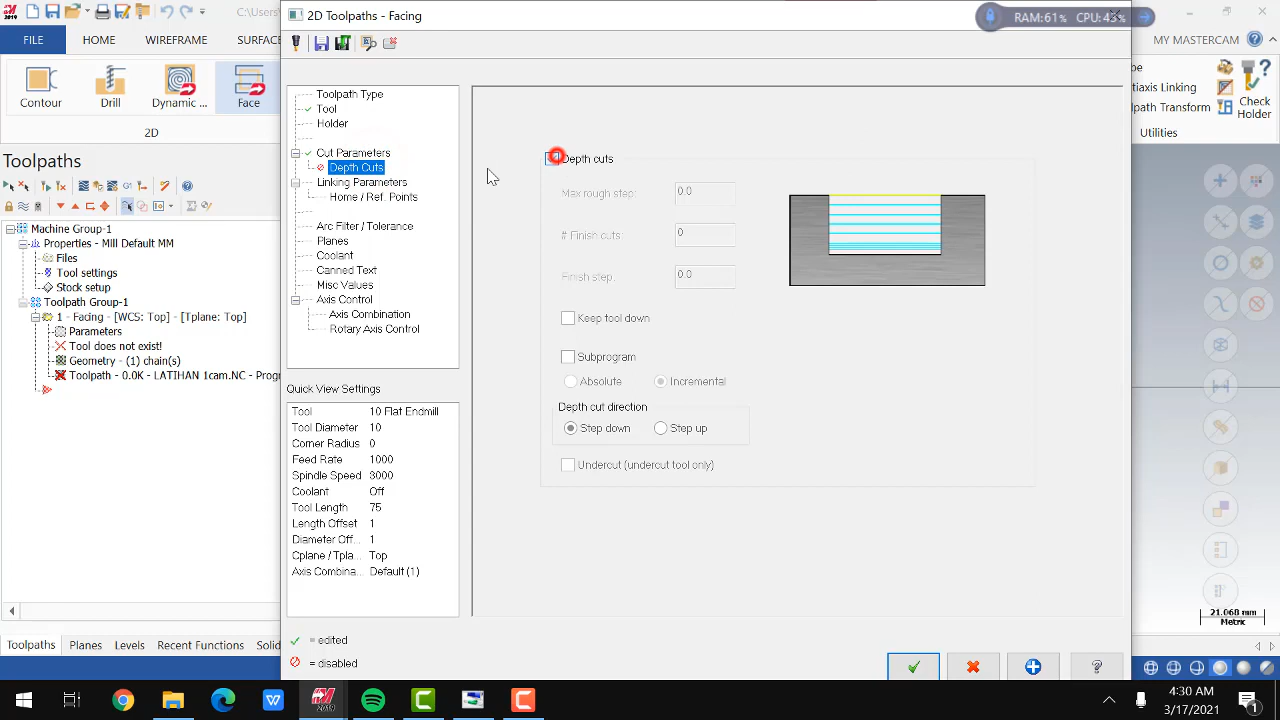 2019
C:\Users\
2D Toolpaths - Facing
RAM:61%
CPU:43%
FILE
HOME
WIREFRAME
SURFAC
MY MASTERCAM
Contour
Drill
Dynamic ...
Face
2D
Multiaxis Linking
Toolpath Transform
Check
Holder
Utilities
Toolpaths
Machine Group-1
Properties - Mill Default MM
Files
Tool settings
Stock setup
Toolpath Group-1
1 - Facing - [WCS: Top] - [Tplane: Top]
Parameters
Tool does not exist!
Geometry - (1) chain(s)
Toolpath - 0.0K - LATIHAN 1cam.NC - Progr
Toolpath Type
Tool
Holder
Cut Parameters
Depth Cuts
Linking Parameters
Home / Ref. Points
Arc Filter / Tolerance
Planes
Coolant
Canned Text
Misc Values
Axis Control
Axis Combination
Rotary Axis Control
Quick View Settings
Tool 10 Flat Endmill
Tool Diameter 10
Corner Radius 0
Feed Rate 1000
Spindle Speed 3000
Coolant Off
Tool Length 75
Length Offset 1
Diameter Off... 1
Cplane / Tpla... Top
Axis Combina... Default (1)
= edited
= disabled
Depth cuts
Max rough step: 0.0
# Finish cuts: 0
Finish step: 0.0
Keep tool down
Subprogram
Absolute Incremental
Depth cut direction
Step down Step up
Undercut (undercut tool only)
21.068 mm
Metric
Toolpaths
Planes
Levels
Recent Functions
Solid
4:30 AM
3/17/2021
1